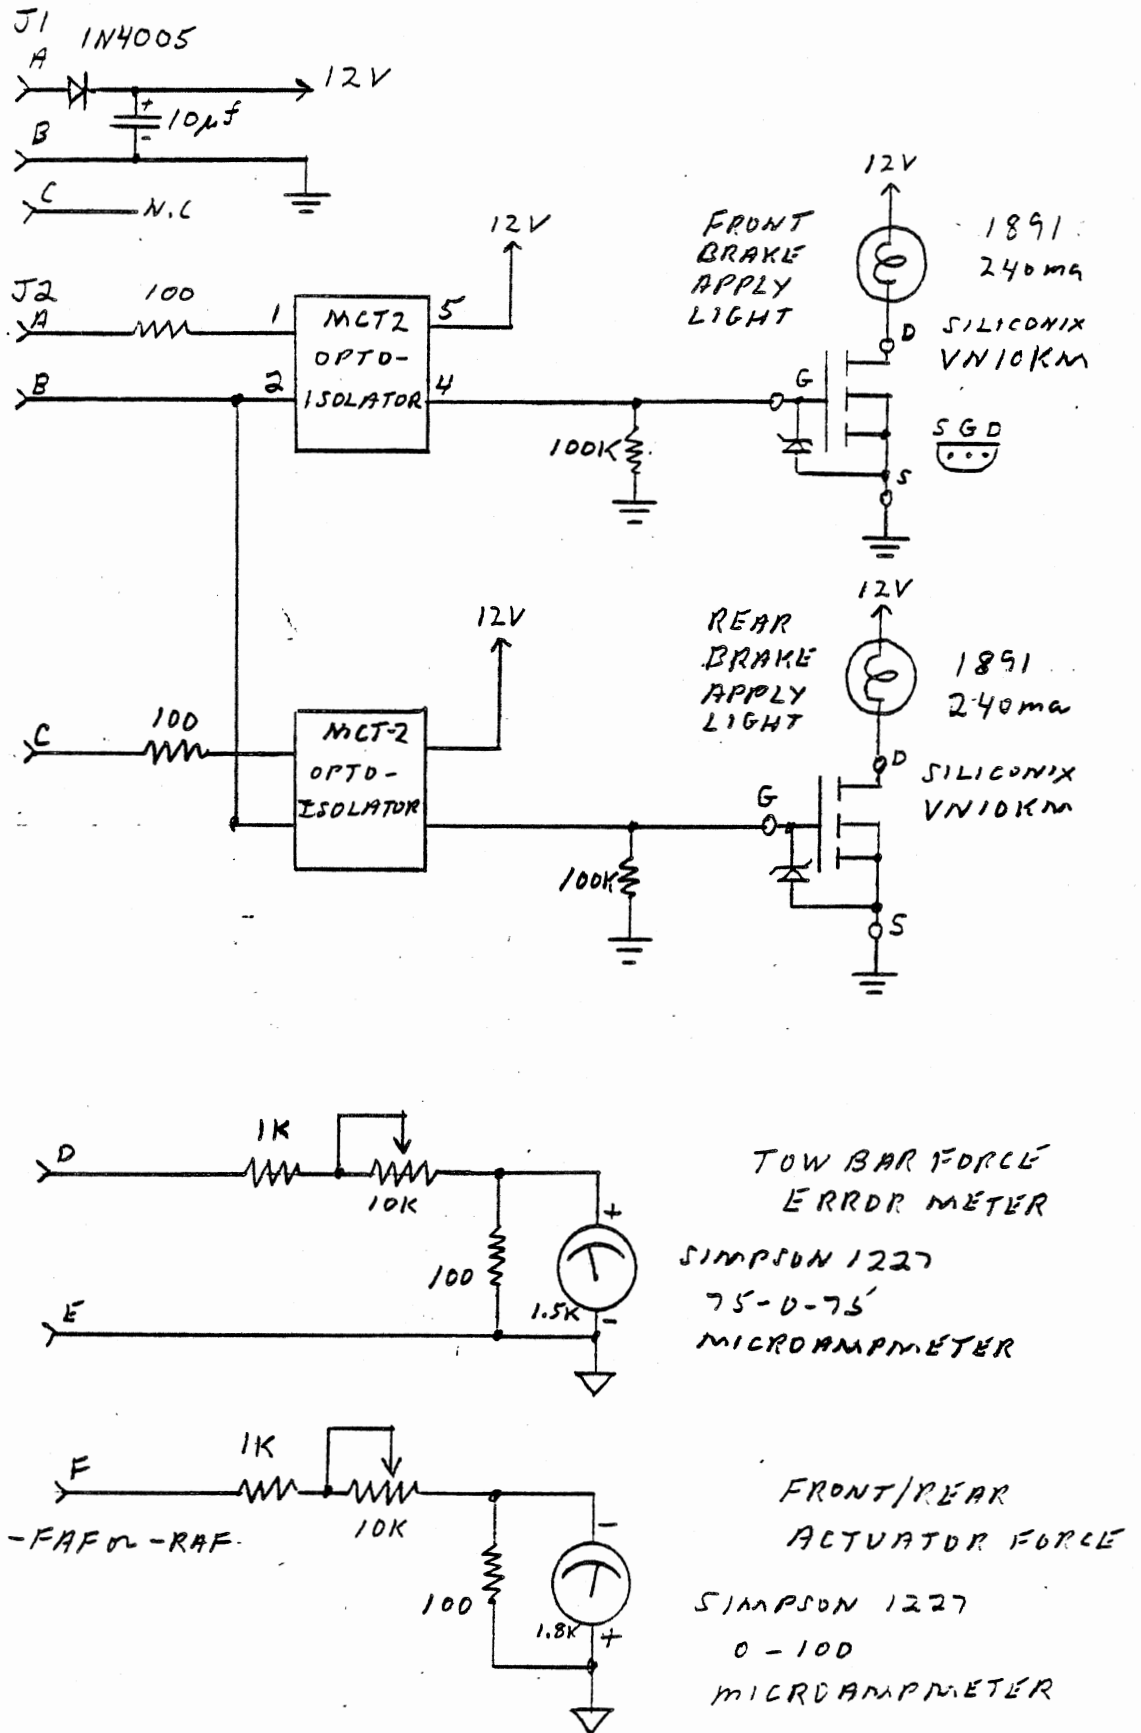 J1
1N4005
A
12V
+
10µf
-
B
C
N.C
12V
12V
FRONT
BRAKE
APPLY
LIGHT
1891
240ma
J2
A
100
1
MCT2
OPTO-
ISOLATOR
5
D
SILICONIX
VN10KM
B
2
4
G
S G D
100K
S
12V
12V
REAR
BRAKE
APPLY
LIGHT
1891
240ma
C
100
MCT-2
OPTO-
ISOLATOR
D
SILICONIX
VN10KM
G
100K
S
D
1K
10K
TOW BAR FORCE
ERROR METER
+
100
1.5K
-
SIMPSON 1227
75-0-75
MICROAMPMETER
E
F
1K
10K
-FAF or -RAF
FRONT/REAR
ACTUATOR FORCE
-
100
1.8K
+
SIMPSON 1227
0-100
MICROAMPMETER